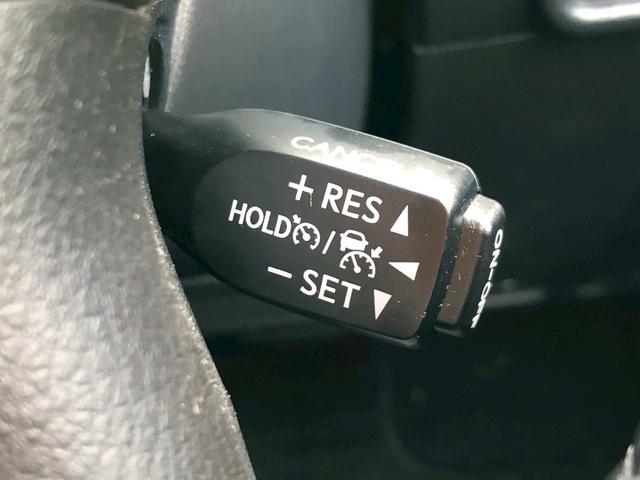 CANCEL
+ RES
HOLD /
− SET
ON·OFF